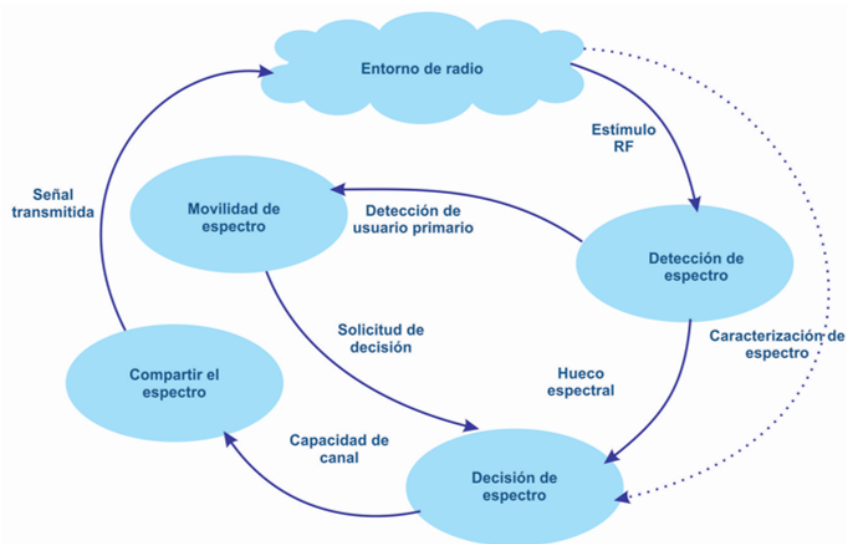 Entorno de radio
Estímulo
RF
Señal
transmitida
Movilidad de
espectro
Detección de
usuario primario
Detección de
espectro
Solicitud de
decisión
Caracterización de
espectro
Compartir el
espectro
Hueco
espectral
Capacidad de
canal
Decisión de
espectro